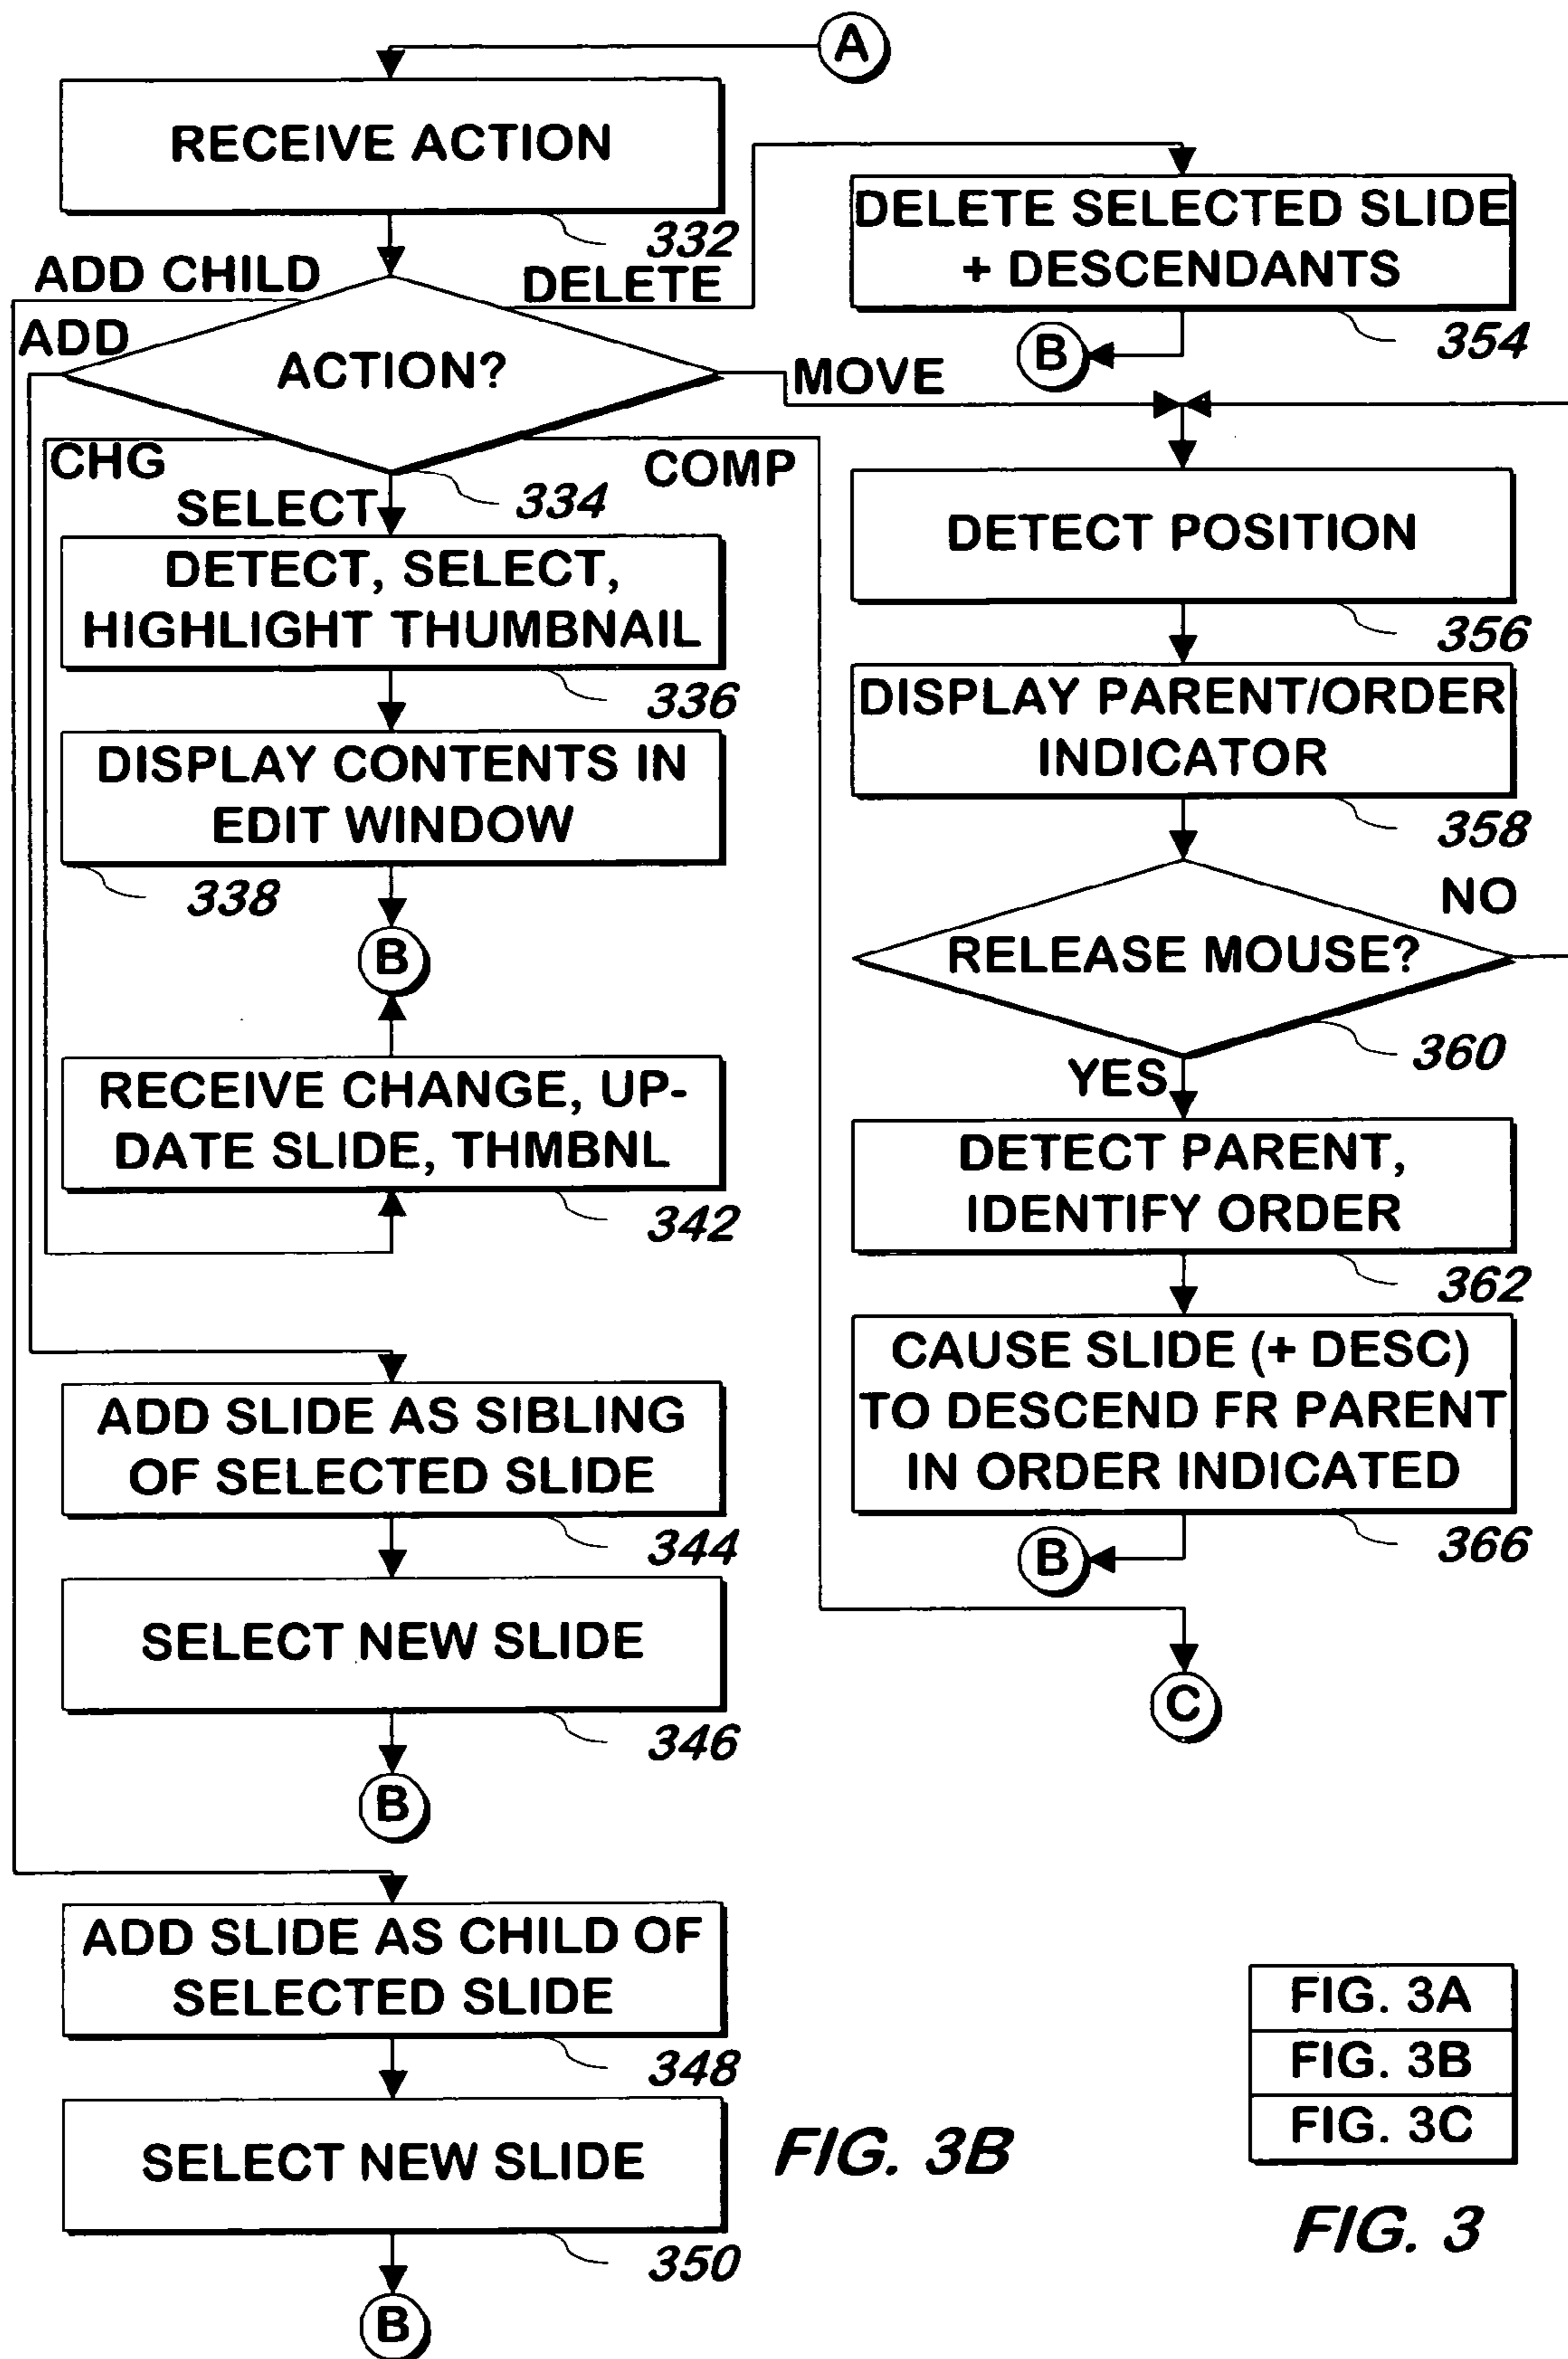 A
RECEIVE ACTION
332
ADD CHILD
DELETE
ADD
ACTION?
MOVE
CHG
COMP
334
SELECT
DETECT, SELECT,
HIGHLIGHT THUMBNAIL
336
DISPLAY CONTENTS IN
EDIT WINDOW
338
B
RECEIVE CHANGE, UP-
DATE SLIDE, THMBNL
342
ADD SLIDE AS SIBLING
OF SELECTED SLIDE
344
SELECT NEW SLIDE
346
B
ADD SLIDE AS CHILD OF
SELECTED SLIDE
348
SELECT NEW SLIDE
350
B
DELETE SELECTED SLIDE
+ DESCENDANTS
354
B
DETECT POSITION
356
DISPLAY PARENT/ORDER
INDICATOR
358
NO
RELEASE MOUSE?
360
YES
DETECT PARENT,
IDENTIFY ORDER
362
CAUSE SLIDE (+ DESC)
TO DESCEND FR PARENT
IN ORDER INDICATED
366
B
C
FIG. 3B
FIG. 3A
FIG. 3B
FIG. 3C
FIG. 3